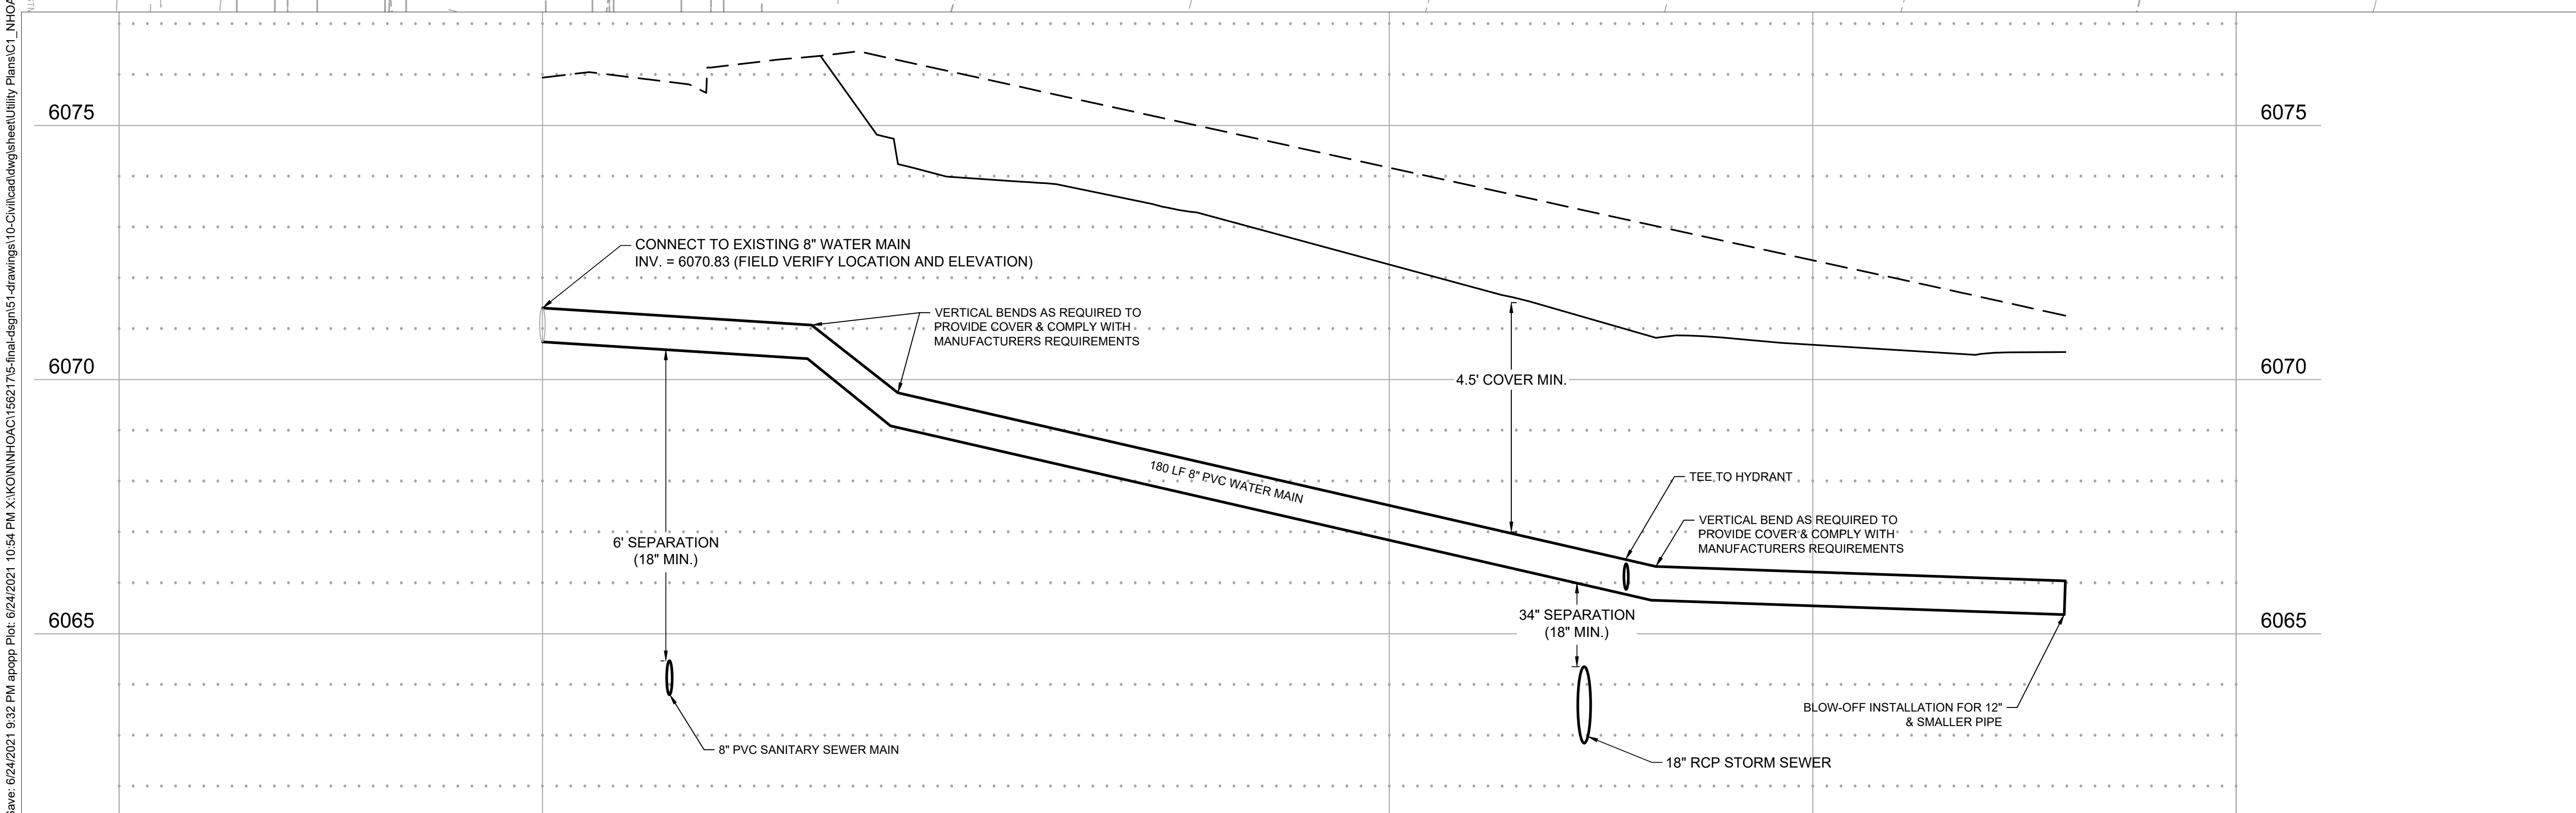 6075
6075
CONNECT TO EXISTING 8" WATER MAIN
INV. = 6070.83 (FIELD VERIFY LOCATION AND ELEVATION)
VERTICAL BENDS AS REQUIRED TO
PROVIDE COVER & COMPLY WITH
MANUFACTURERS REQUIREMENTS
6070
4.5' COVER MIN.
6070
180 LF 8" PVC WATER MAIN
TEE TO HYDRANT
VERTICAL BEND AS REQUIRED TO
PROVIDE COVER & COMPLY WITH
MANUFACTURERS REQUIREMENTS
6' SEPARATION
(18" MIN.)
6065
34" SEPARATION
(18" MIN.)
6065
BLOW-OFF INSTALLATION FOR 12"
& SMALLER PIPE
8" PVC SANITARY SEWER MAIN
18" RCP STORM SEWER
Save: 6/24/2021 9:32 PM apopp Plot: 6/24/2021 10:54 PM X:\KO\N\NHOAC\156217\5-final-dsgn\51-drawings\10-Civil\cad\dwg\sheet\Utility Plans\C1_NHOA